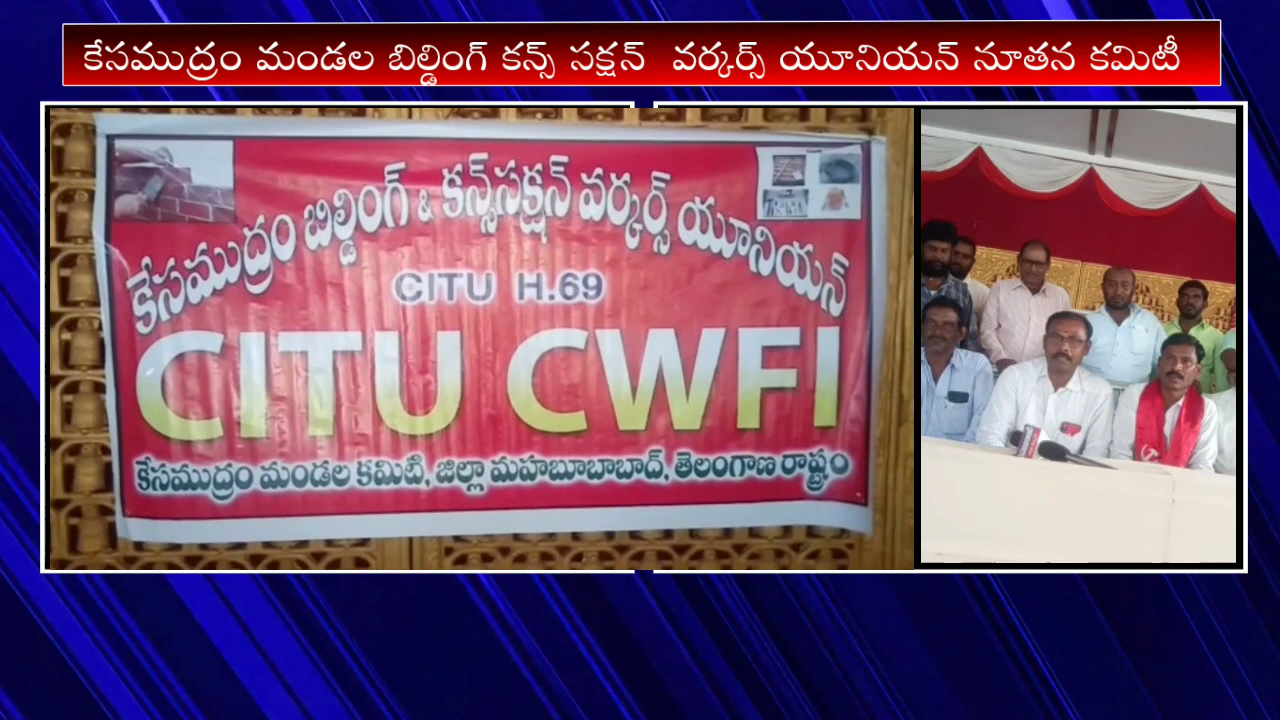 కేసముద్రం మండల బిల్డింగ్ కన్స్ సక్షన్ వర్కర్స్ యూనియన్ నూతన కమిటీ
కేసముద్రం బిల్డింగ్ & కన్స్‌సక్షన్ వర్కర్స్ యూనియన్
CITU H.69
CITU CWFI
కేసముద్రం మండల కమిటి, జిల్లా మహబూబాబాద్, తెలంగాణ రాష్ట్రం